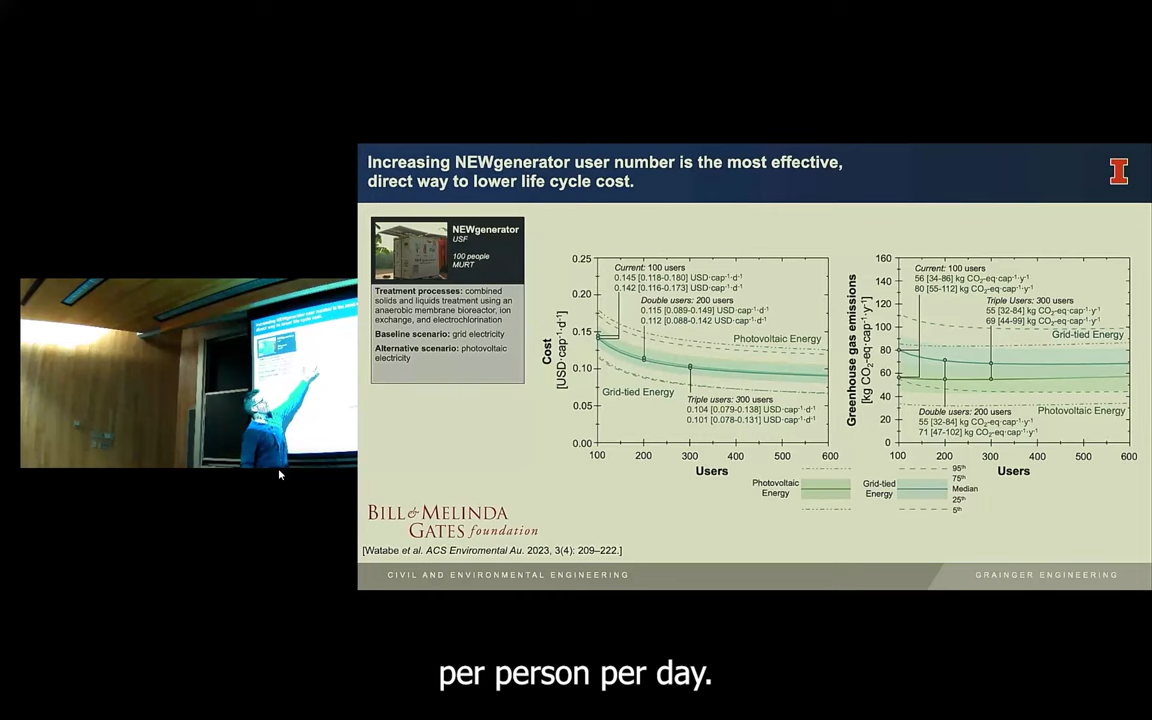 Increasing NEWgenerator user number is the most effective,
direct way to lower life cycle cost.
I
NEWgenerator
USF
100 people
MURT
Treatment processes: combined
solids and liquids treatment using an
anaerobic membrane bioreactor, ion
exchange, and electrochlorination
Baseline scenario: grid electricity
Alternative scenario: photovoltaic
electricity
Cost
[USD·cap⁻¹·d⁻¹]
0.25
0.20
0.15
0.10
0.05
0.00
Current: 100 users
0.145 [0.118-0.180] USD·cap⁻¹·d⁻¹
0.142 [0.116-0.173] USD·cap⁻¹·d⁻¹
Double users: 200 users
0.115 [0.089-0.149] USD·cap⁻¹·d⁻¹
0.112 [0.088-0.142 USD·cap⁻¹·d⁻¹
Photovoltaic Energy
Grid-tied Energy
Triple users: 300 users
0.104 [0.079-0.138] USD·cap⁻¹·d⁻¹
0.101 [0.078-0.131] USD·cap⁻¹·d⁻¹
100 200 300 400 500 600
Users
Greenhouse gas emissions
[kg CO₂-eq·cap⁻¹·y⁻¹]
160
140
120
100
80
60
40
20
0
Current: 100 users
56 [34-86] kg CO₂-eq·cap⁻¹·y⁻¹
80 [55-112] kg CO₂-eq·cap⁻¹·y⁻¹
Triple Users: 300 users
55 [32-84] kg CO₂-eq·cap⁻¹·y⁻¹
69 [44-99] kg CO₂-eq·cap⁻¹·y⁻¹
Grid-tied Energy
Photovoltaic Energy
Double users: 200 users
55 [32-84] kg CO₂-eq·cap⁻¹·y⁻¹
71 [47-102] kg CO₂-eq·cap⁻¹·y⁻¹
100 200 300 400 500 600
Users
Photovoltaic
Energy
Grid-tied
Energy
95th
75th
Median
25th
5th
BILL & MELINDA
GATES foundation
[Watabe et al. ACS Enviromental Au. 2023, 3(4): 209–222.]
CIVIL AND ENVIRONMENTAL ENGINEERING
GRAINGER ENGINEERING
per person per day.